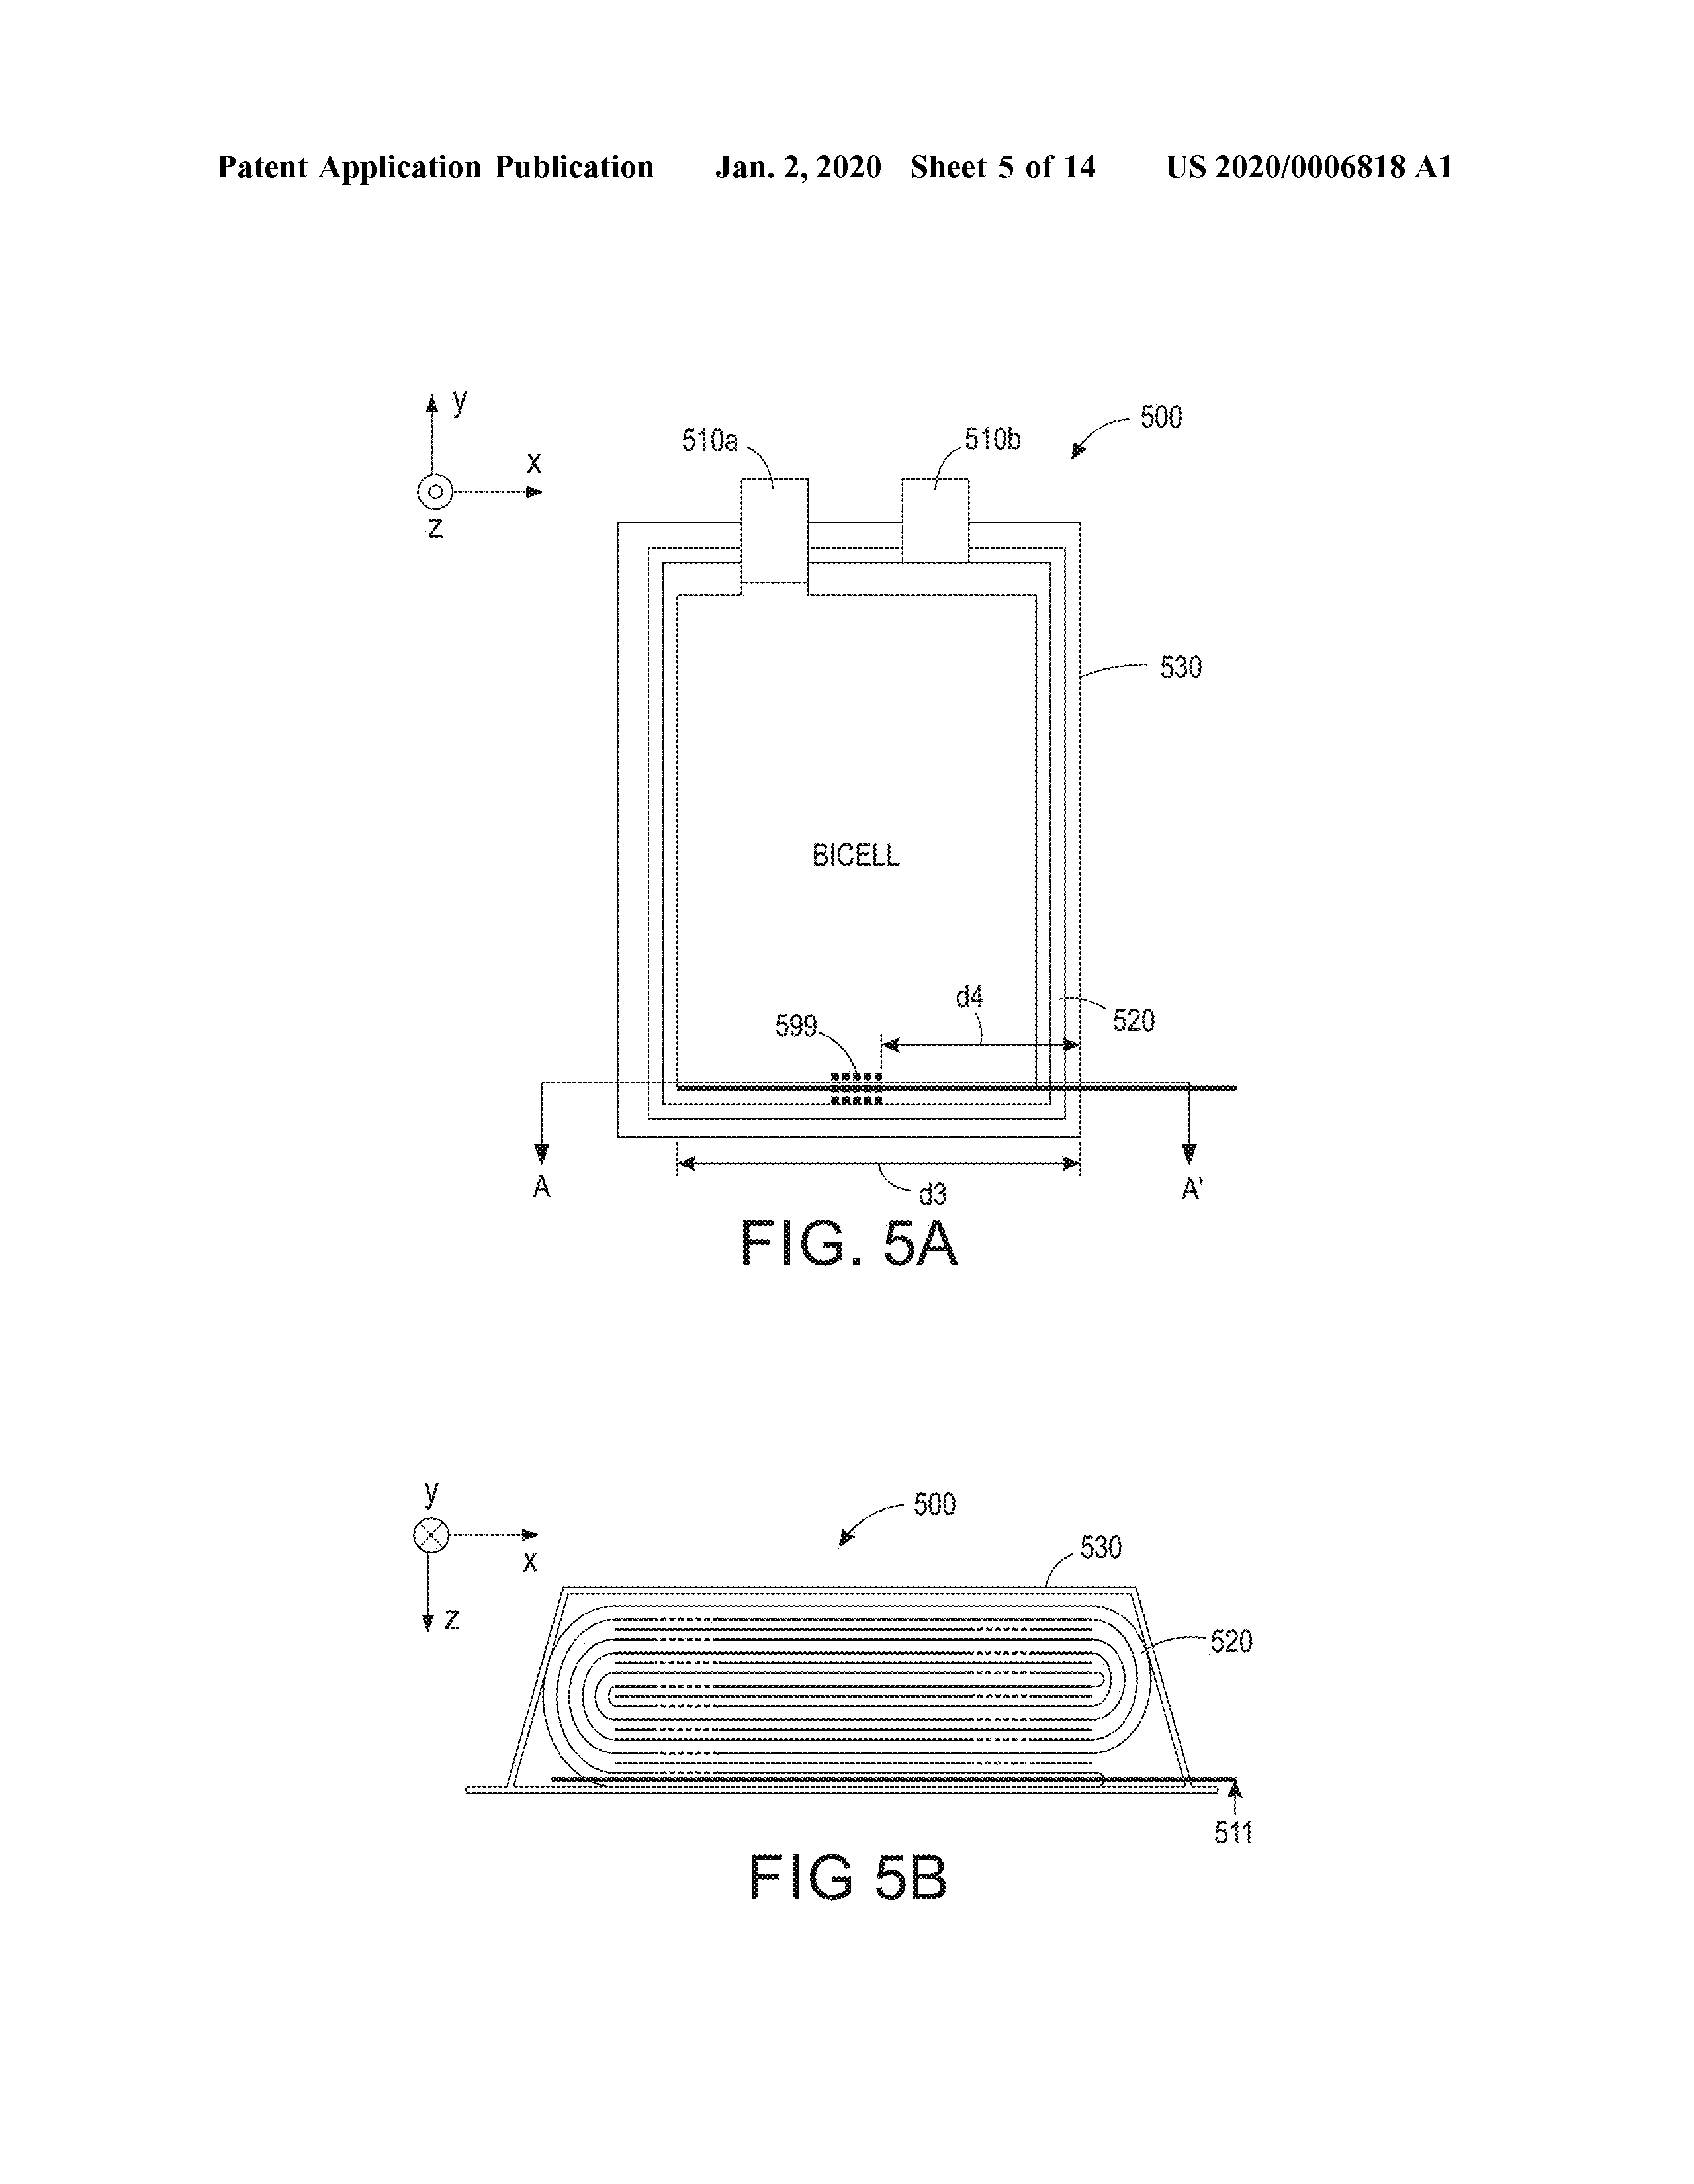 Patent Application Publication Jan. 2, 2020 Sheet 5 of 14 US 2020/0006818 A1
y
x
z
510a
510b
500
530
BICELL
d4
599
520
A
d3
A'
FIG. 5A
y
x
z
500
530
520
511
FIG 5B